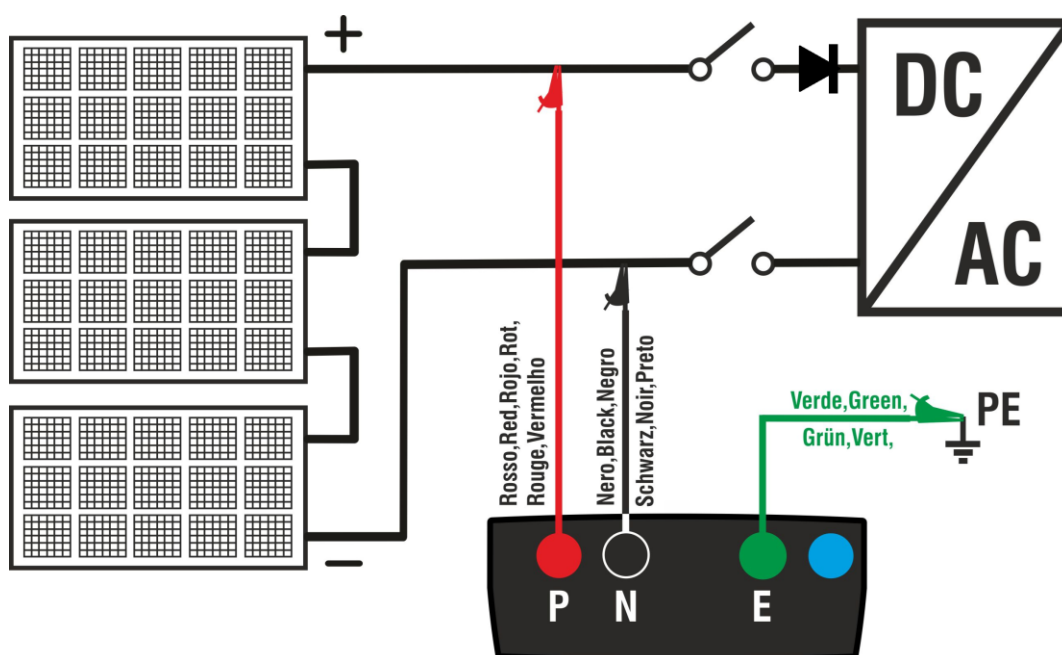 +
DC
AC
Rosso,Red,Rojo,Rot,
Rouge,Vermelho
Nero,Black,Negro
Schwarz,Noir,Preto
Verde,Green,
Grün,Vert,
PE
−
P N E